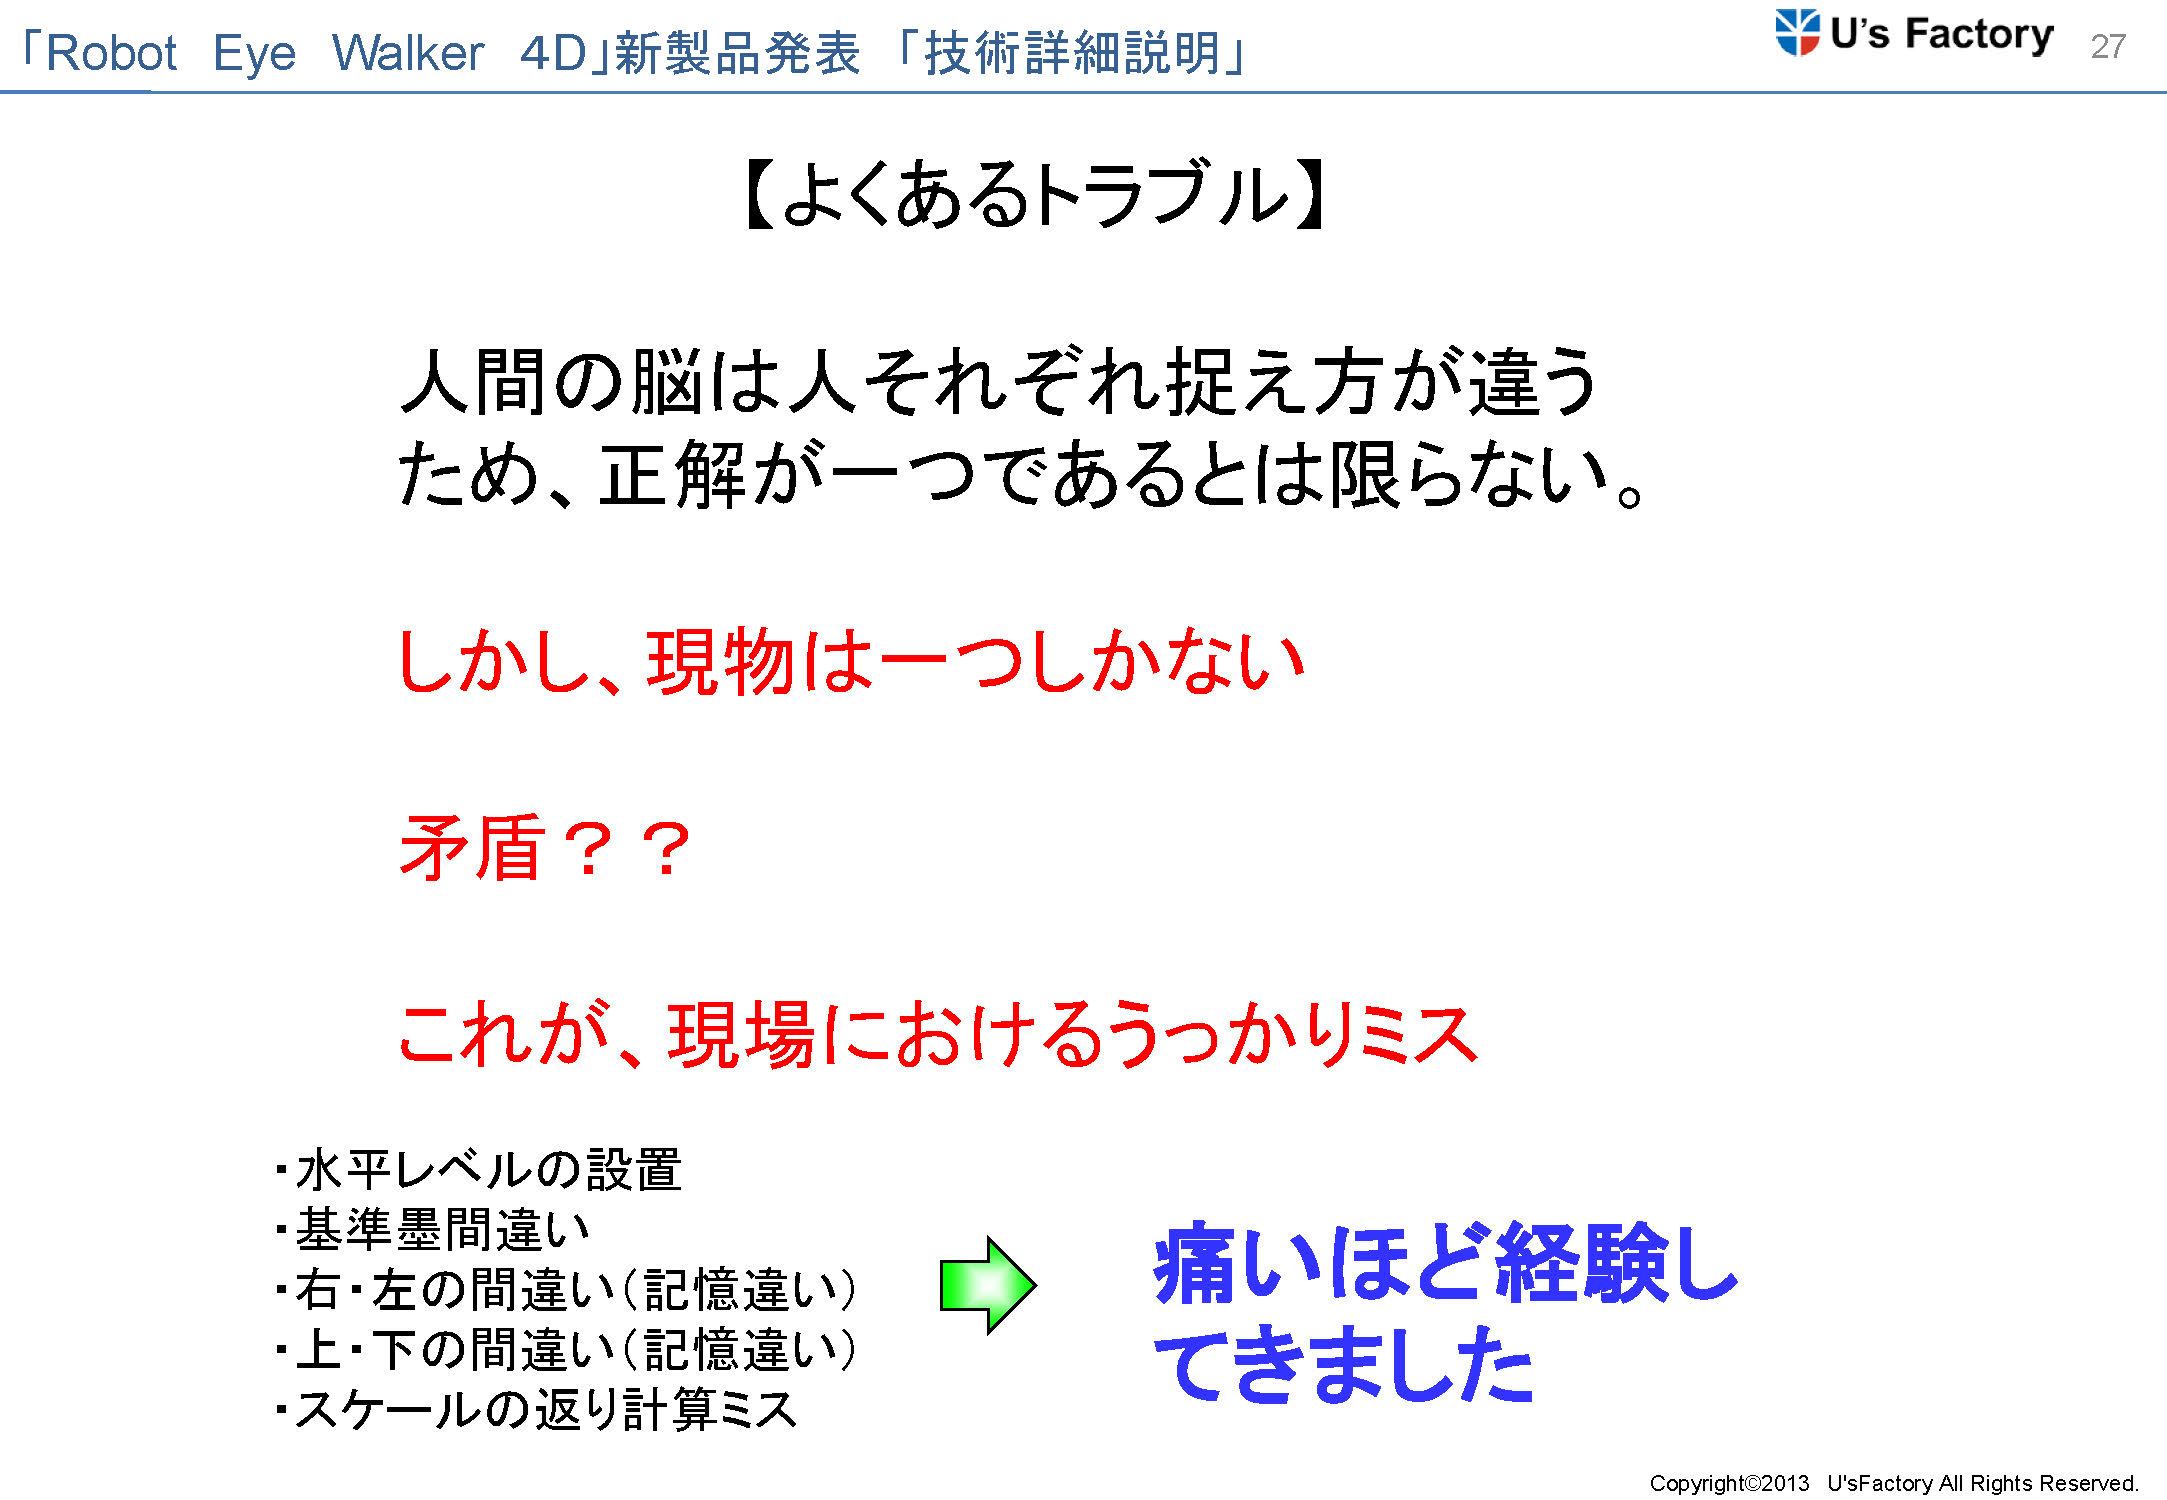 「Robot　Eye　Walker　４Ｄ」新製品発表　「技術詳細説明」
U's Factory
27
【よくあるトラブル】
人間の脳は人それぞれ捉え方が違う
ため、正解が一つであるとは限らない。
しかし、現物は一つしかない
矛盾？？
これが、現場におけるうっかりミス
・水平レベルの設置
・基準墨間違い
・右・左の間違い（記憶違い）
・上・下の間違い（記憶違い）
・スケールの返り計算ミス
痛いほど経験し
てきました
Copyright©2013　U'sFactory All Rights Reserved.